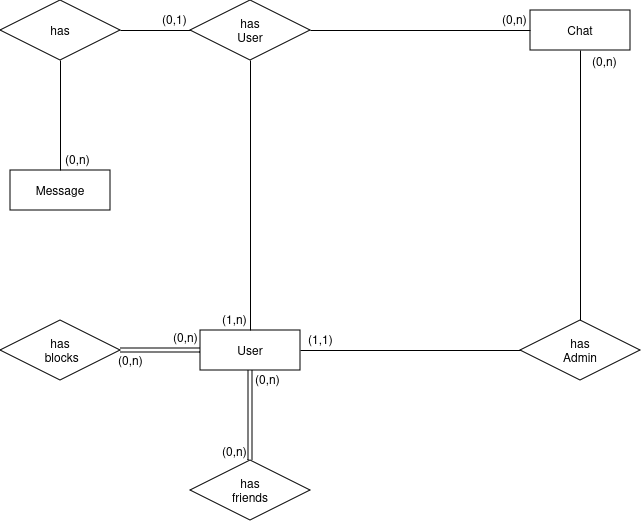 (0,1)
has
User
(0,n)
has
Chat
(0,n)
(0,n)
Message
(1,n)
has
blocks
(0,n)
(0,n)
User
(1,1)
has
Admin
(0,n)
(0,n)
has
friends